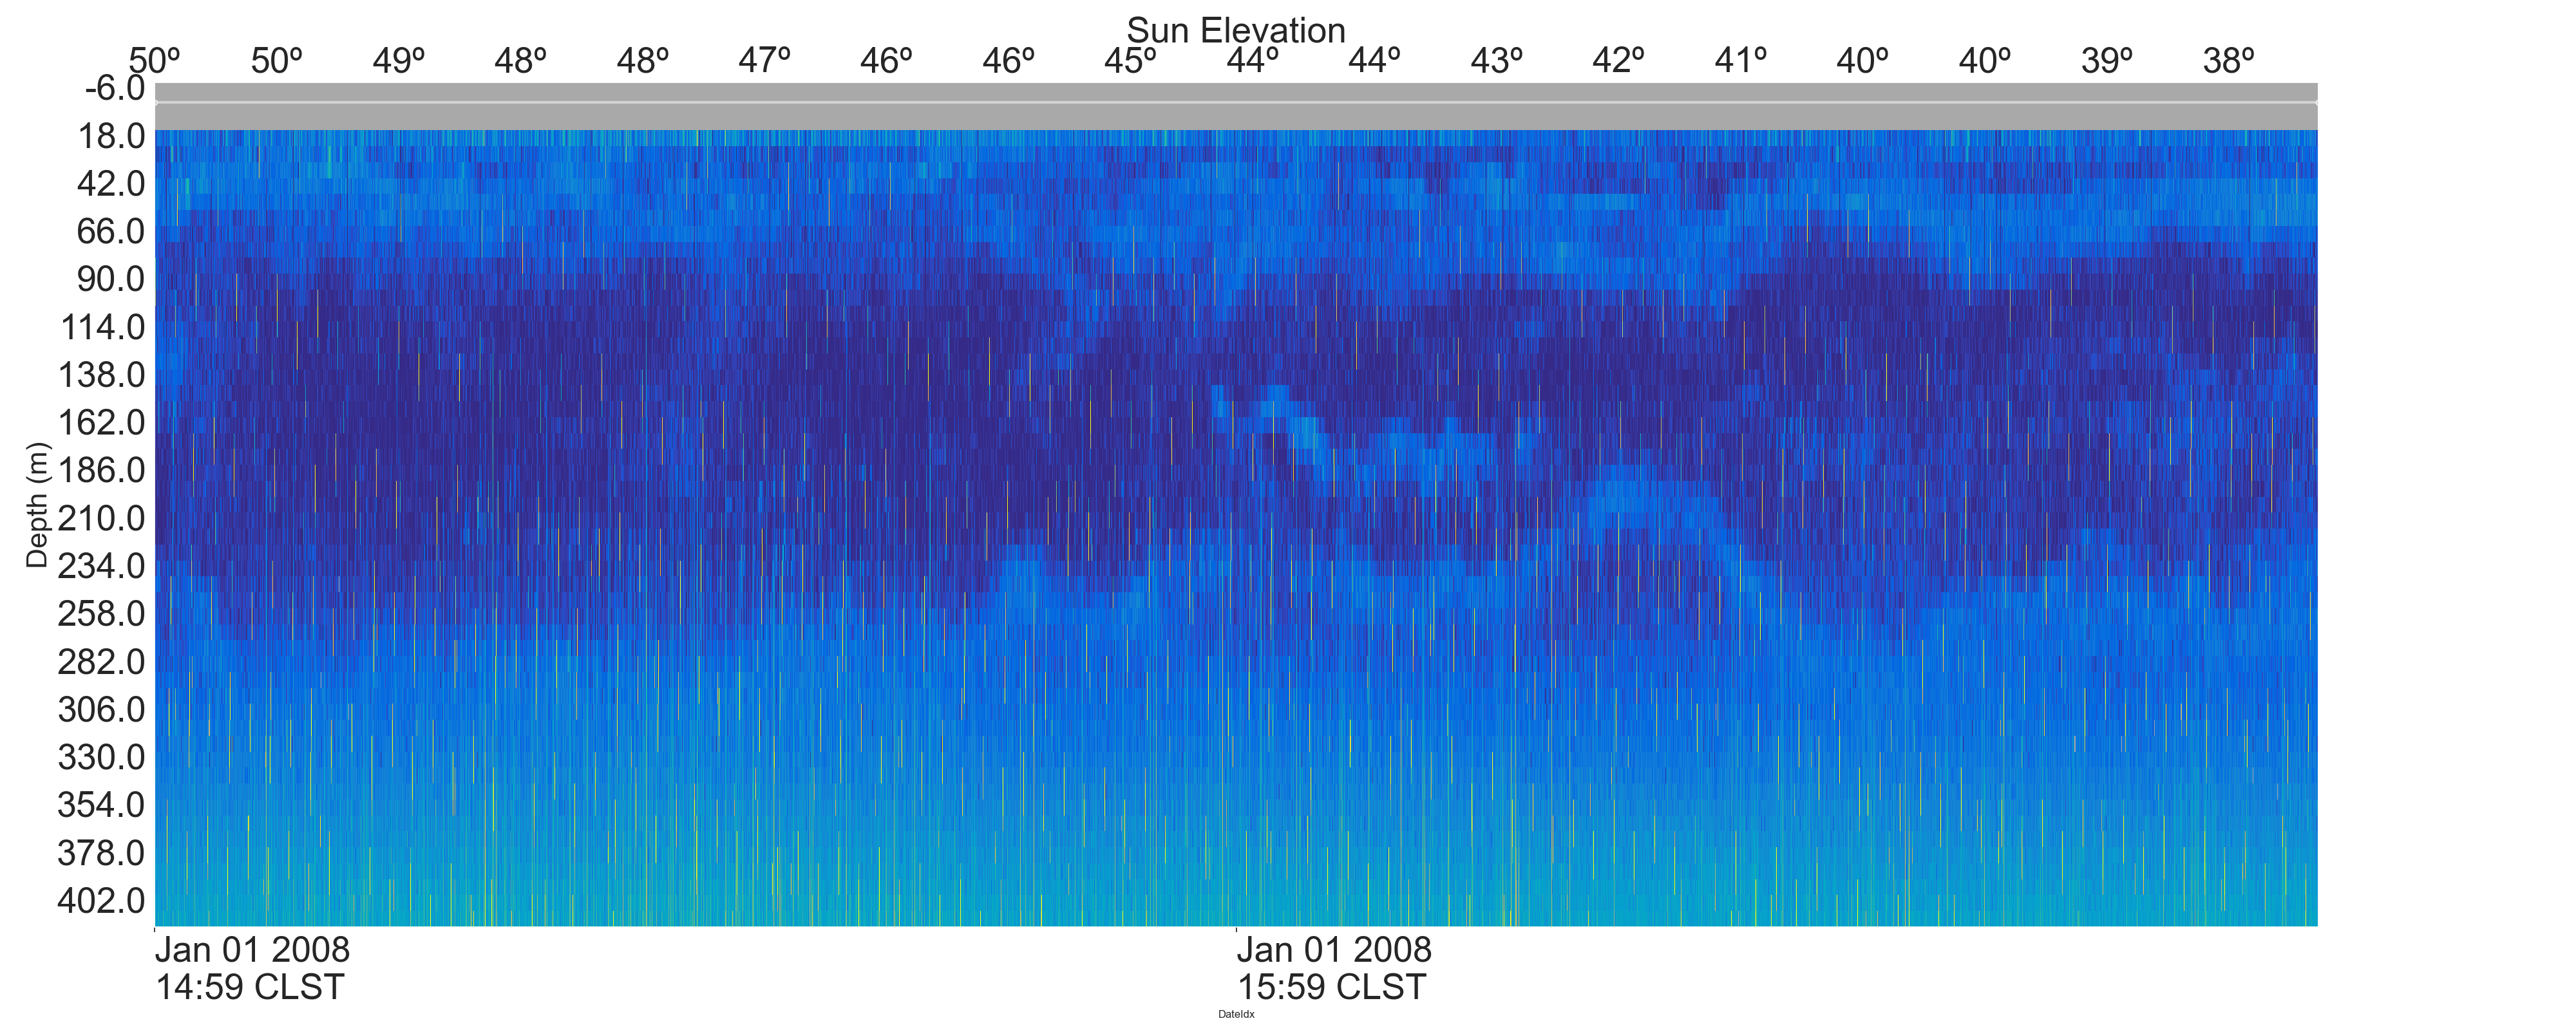 Sun Elevation
50º 50º 49º 48º 48º 47º 46º 46º 45º 44º 44º 43º 42º 41º 40º 40º 39º 38º
-6.0
18.0
42.0
66.0
90.0
114.0
138.0
162.0
186.0
210.0
234.0
258.0
282.0
306.0
330.0
354.0
378.0
402.0
Depth (m)
Jan 01 2008
14:59 CLST
Jan 01 2008
15:59 CLST
DateIdx